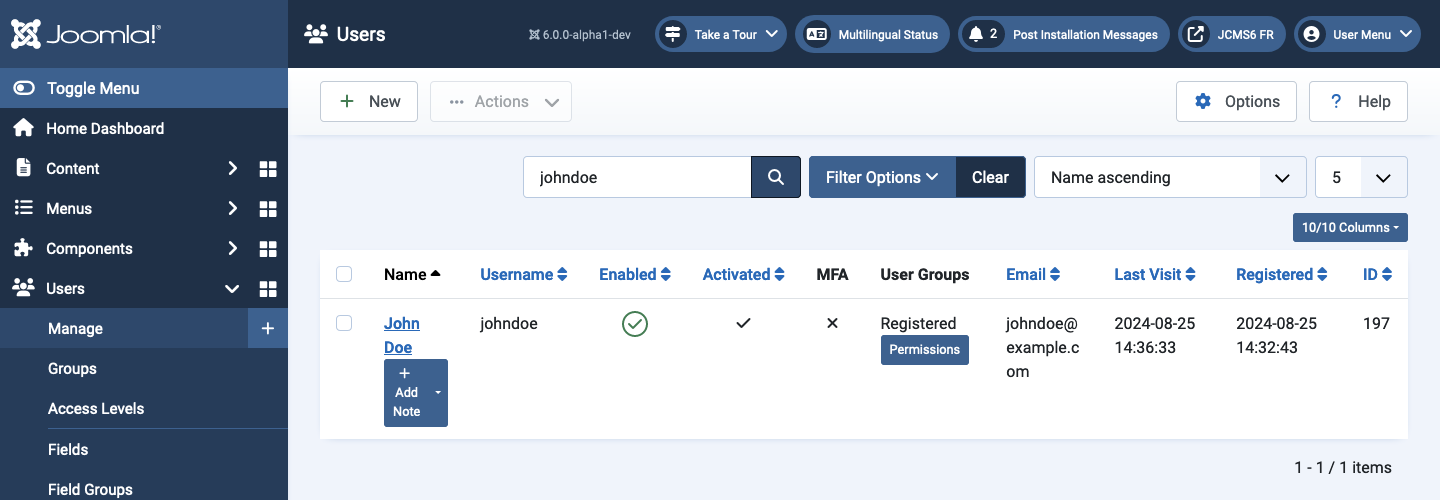 Joomla!®
Users
6.0.0-alpha1-dev
Take a Tour
Multilingual Status
2 Post Installation Messages
JCMS6 FR
User Menu
Toggle Menu
Home Dashboard
Content
Menus
Components
Users
Manage
Groups
Access Levels
Fields
Field Groups
New
Actions
Options
? Help
johndoe
Filter Options
Clear
Name ascending
5
10/10 Columns
Name Username Enabled Activated MFA User Groups Email Last Visit Registered ID
John johndoe Registered johndoe@ 2024-08-25 2024-08-25 197
Doe Permissions example.c 14:36:33 14:32:43
om
+
Add
Note
1 - 1 / 1 items